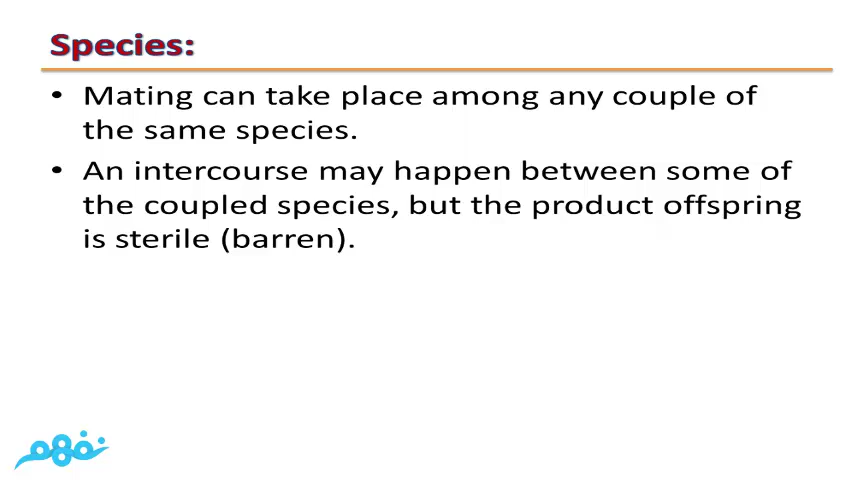 Species:
• Mating can take place among any couple of
the same species.
• An intercourse may happen between some of
the coupled species, but the product offspring
is sterile (barren).
نفهم